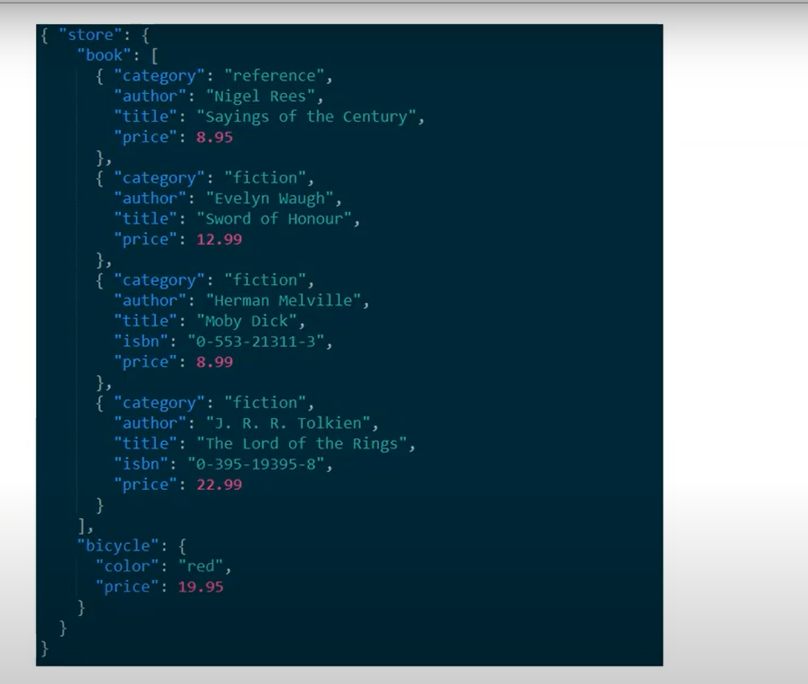 { "store": {
"book": [
{ "category": "reference",
"author": "Nigel Rees",
"title": "Sayings of the Century",
"price": 8.95
},
{ "category": "fiction",
"author": "Evelyn Waugh",
"title": "Sword of Honour",
"price": 12.99
},
{ "category": "fiction",
"author": "Herman Melville",
"title": "Moby Dick",
"isbn": "0-553-21311-3",
"price": 8.99
},
{ "category": "fiction",
"author": "J. R. R. Tolkien",
"title": "The Lord of the Rings",
"isbn": "0-395-19395-8",
"price": 22.99
}
],
"bicycle": {
"color": "red",
"price": 19.95
}
}
}